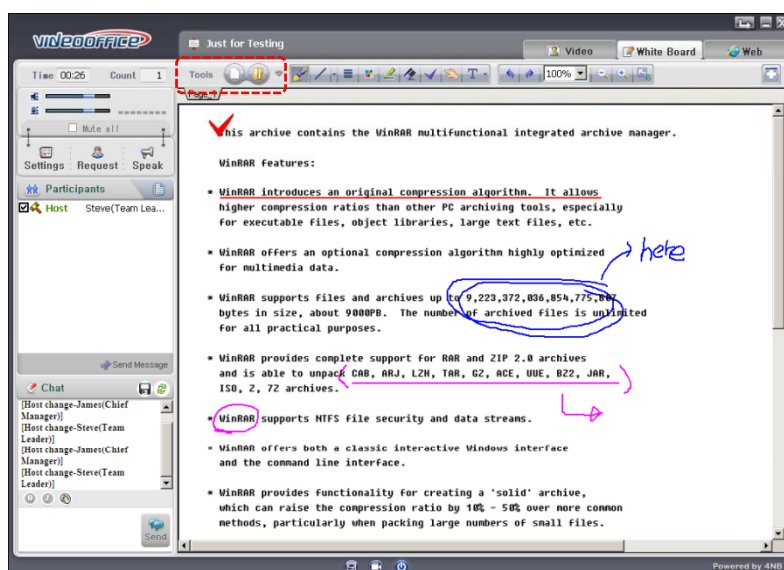 VIDEOOFFICE
Just for Testing
Video
White Board
Web
Time 00:26 Count 1
Tools
100%
Page_1
Mute all
Settings Request Speak
Participants
Host Steve(Team Lea...
Send Message
Chat
[Host change-James(Chief
Manager)]
[Host change-Steve(Team
Leader)]
[Host change-James(Chief
Manager)]
[Host change-Steve(Team
Leader)]
Send
This archive contains the WinRAR multifunctional integrated archive manager.
WinRAR features:
* WinRAR introduces an original compression algorithm. It allows
higher compression ratios than other PC archiving tools, especially
for executable files, object libraries, large text files, etc.
* WinRAR offers an optional compression algorithm highly optimized
for multimedia data.
here
* WinRAR supports files and archives up to 9,223,372,036,854,775,807
bytes in size, about 9000PB. The number of archived files is unlimited
for all practical purposes.
* WinRAR provides complete support for RAR and ZIP 2.0 archives
and is able to unpack CAB, ARJ, LZH, TAR, GZ, ACE, UUE, BZ2, JAR,
ISO, Z, 7Z archives.
* WinRAR supports NTFS file security and data streams.
* WinRAR offers both a classic interactive Windows interface
and the command line interface.
* WinRAR provides functionality for creating a 'solid' archive,
which can raise the compression ratio by 10% - 50% over more common
methods, particularly when packing large numbers of small files.
Powered by 4NB